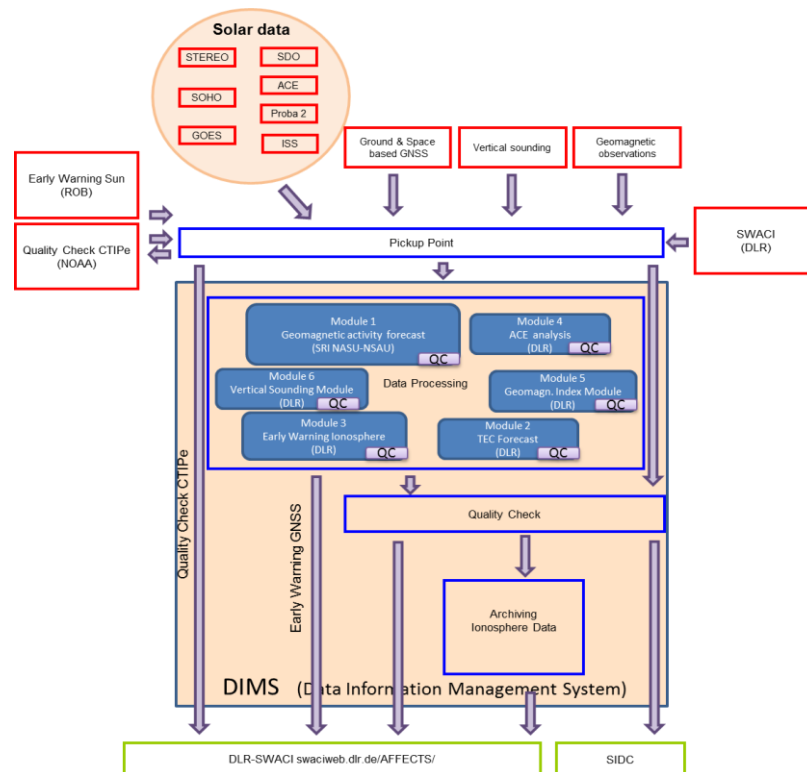 Solar data
STEREO
SDO
SOHO
ACE
GOES
Proba 2
ISS
Ground & Space
based GNSS
Vertical sounding
Geomagnetic
observations
Early Warning Sun
(ROB)
Quality Check CTIPe
(NOAA)
Pickup Point
SWACI
(DLR)
Module 1
Geomagnetic activity forecast
(SRI NASU-NSAU)
QC
Module 4
ACE analysis
(DLR)
QC
Module 6
Vertical Sounding Module
(DLR)
QC
Data Processing
Module 5
Geomagn. Index Module
(DLR)
QC
Module 3
Early Warning Ionosphere
(DLR)
QC
Module 2
TEC Forecast
(DLR)
QC
Quality Check CTIPe
Early Warning GNSS
Quality Check
Archiving
Ionosphere Data
DIMS (Data Information Management System)
DLR-SWACI swaciweb.dlr.de/AFFECTS/
SIDC